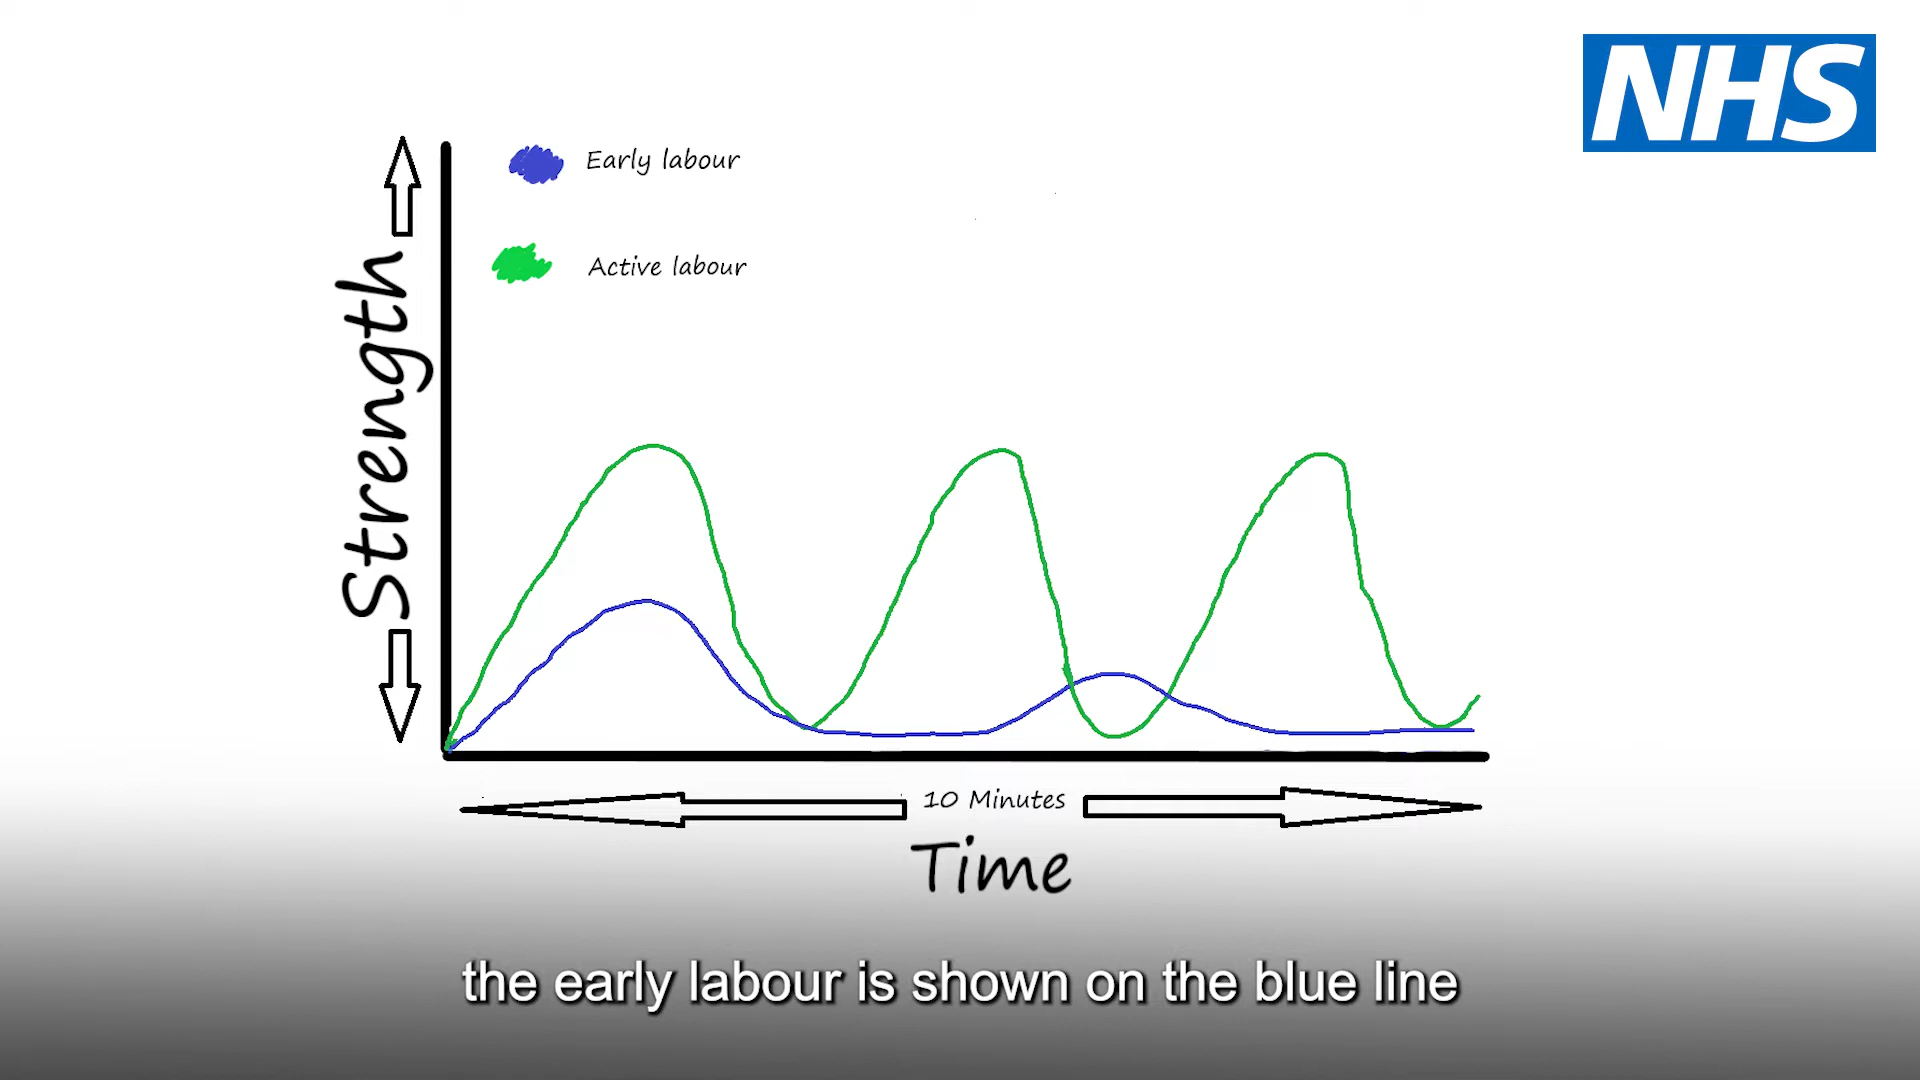 NHS
Early labour
Active labour
Strength
10 Minutes
Time
the early labour is shown on the blue line